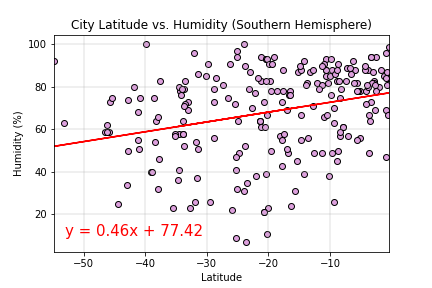 City Latitude vs. Humidity (Southern Hemisphere)
Humidity (%)
100
80
60
40
20
y = 0.46x + 77.42
−50
−40
−30
−20
−10
0
Latitude